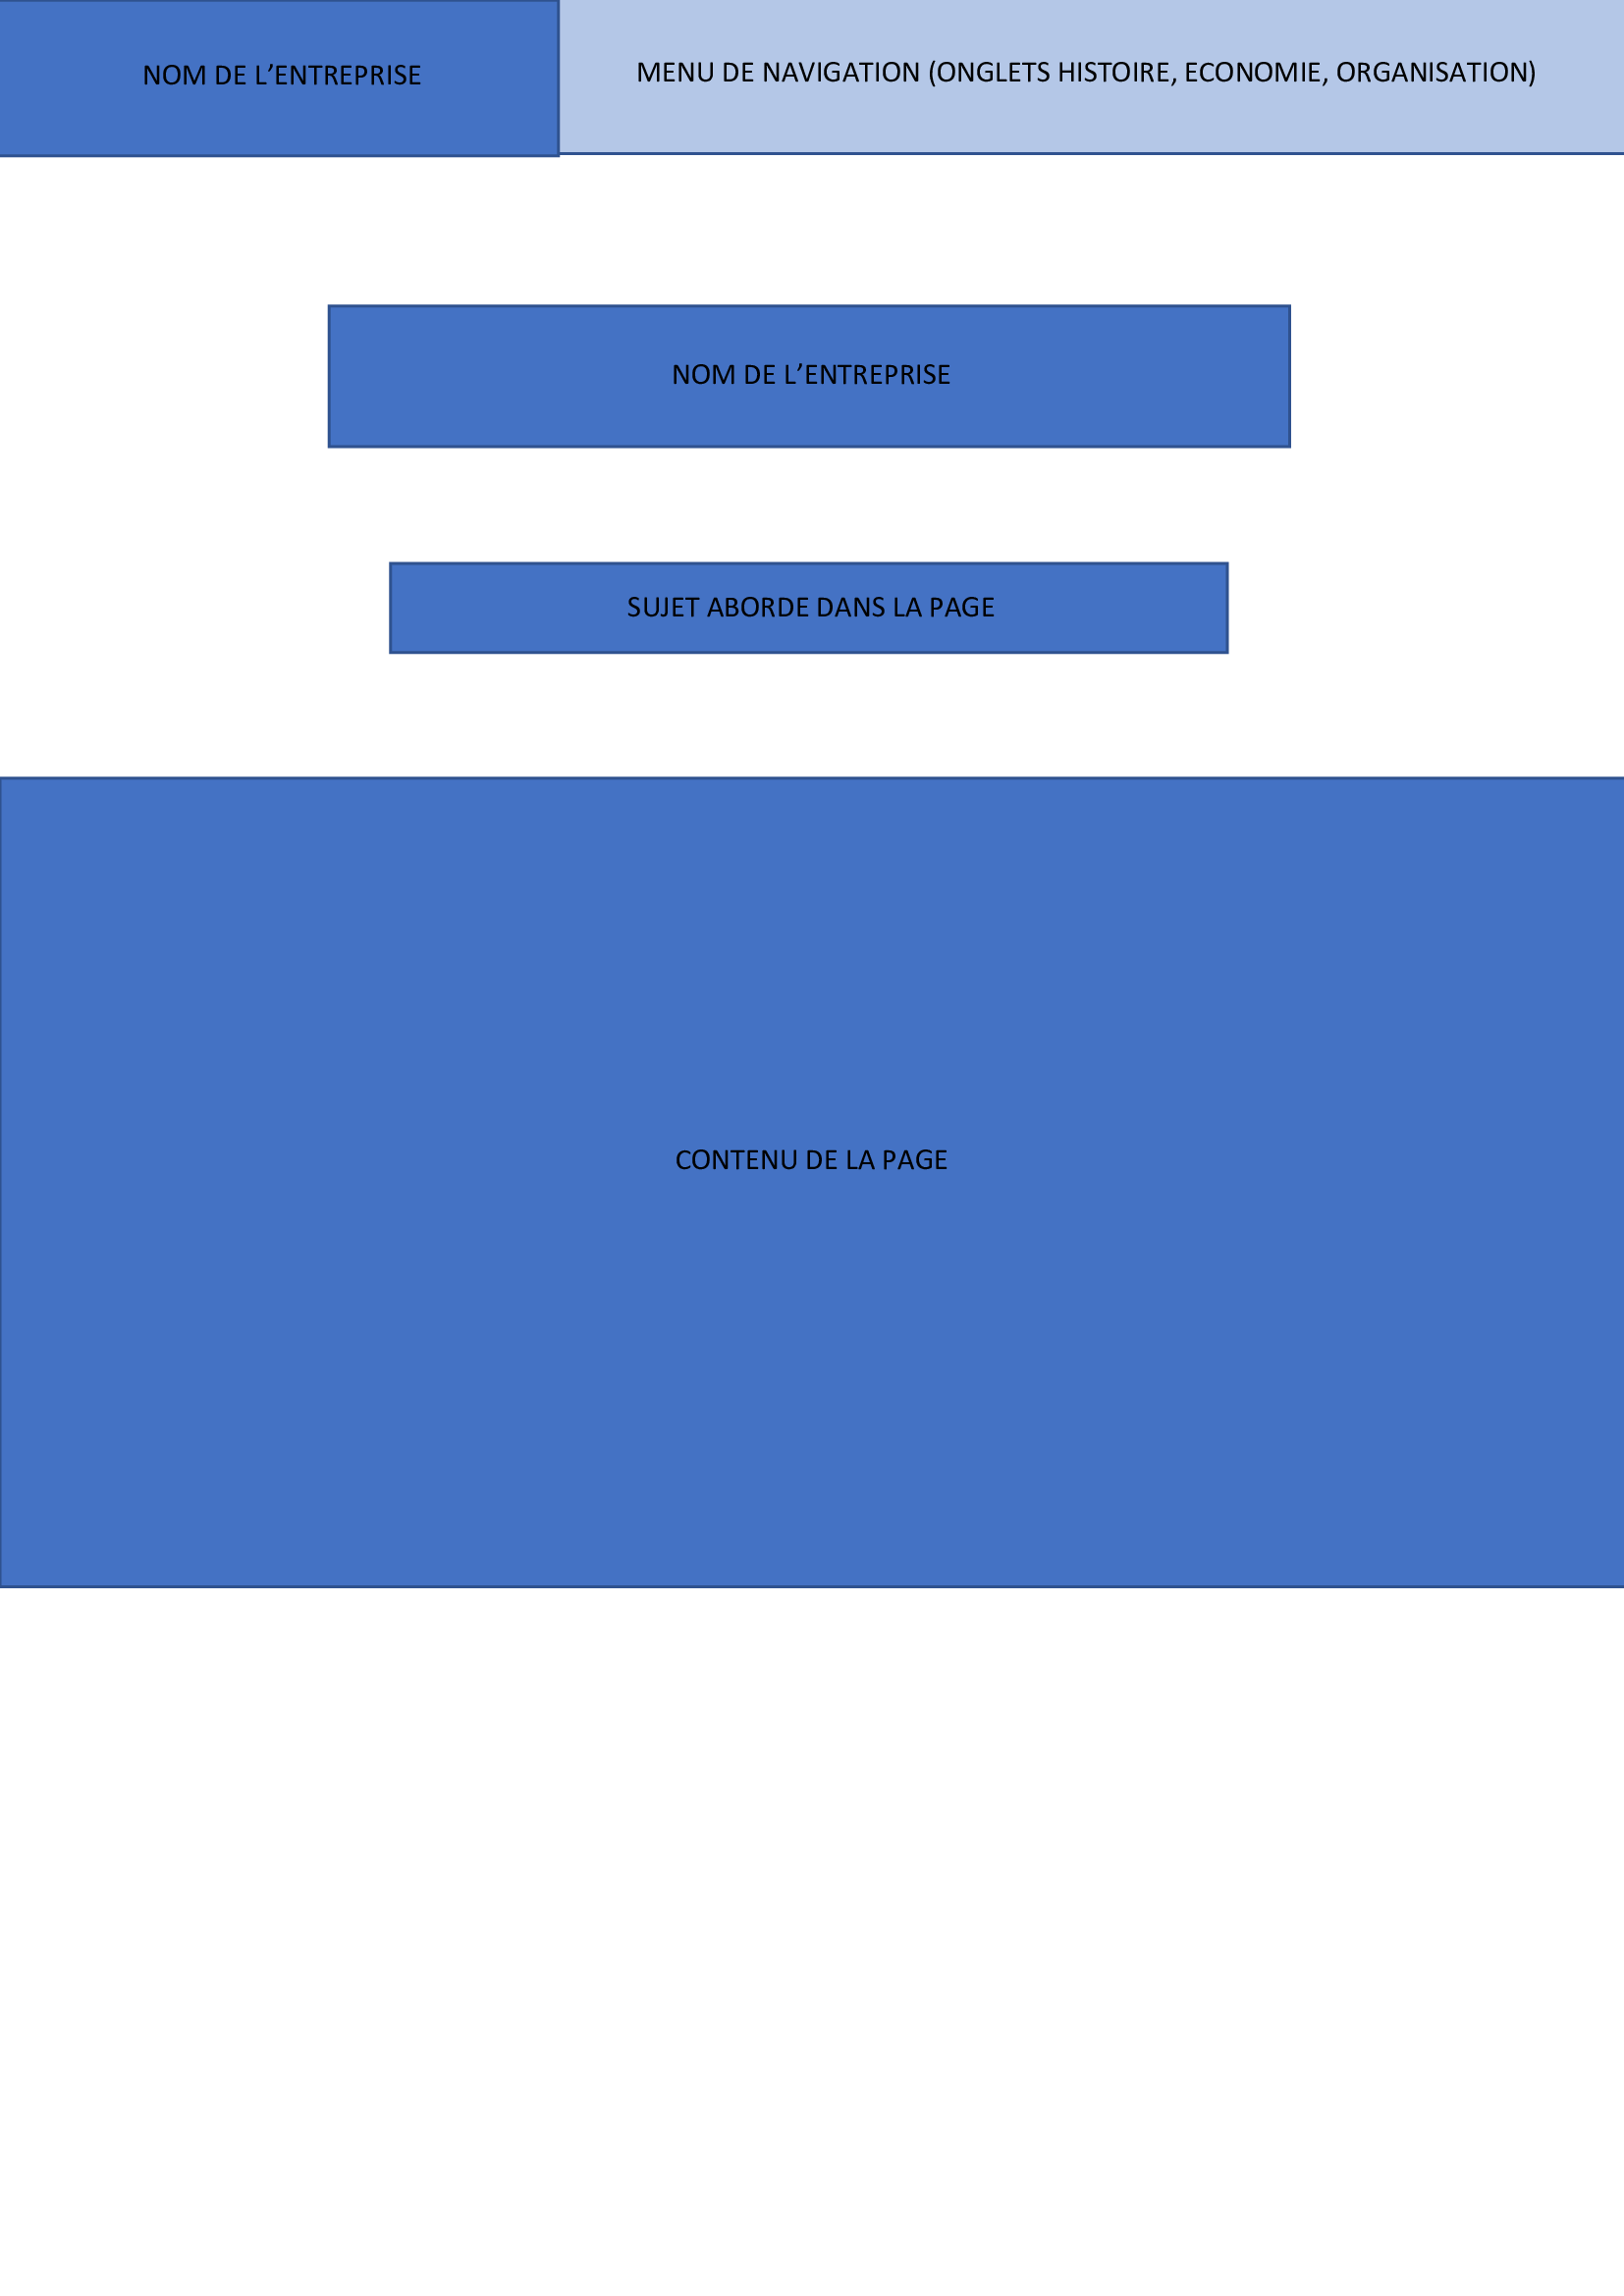 NOM DE L’ENTREPRISE
MENU DE NAVIGATION (ONGLETS HISTOIRE, ECONOMIE, ORGANISATION)
NOM DE L’ENTREPRISE
SUJET ABORDE DANS LA PAGE
CONTENU DE LA PAGE